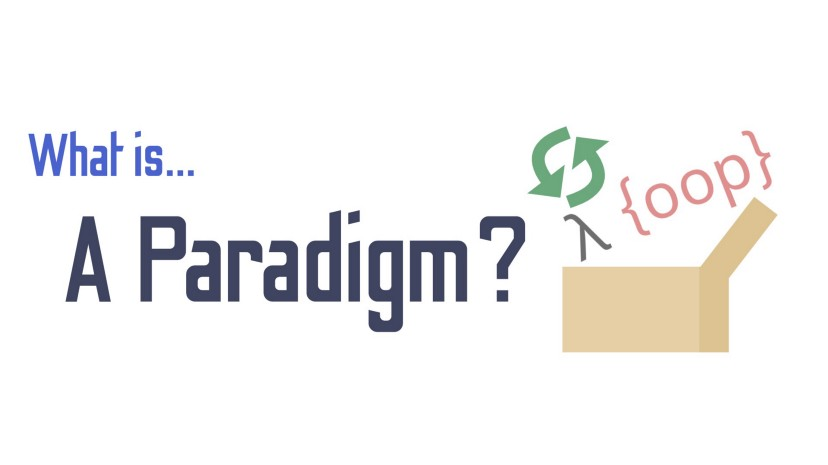 What is...
A Paradigm?
λ
{oop}